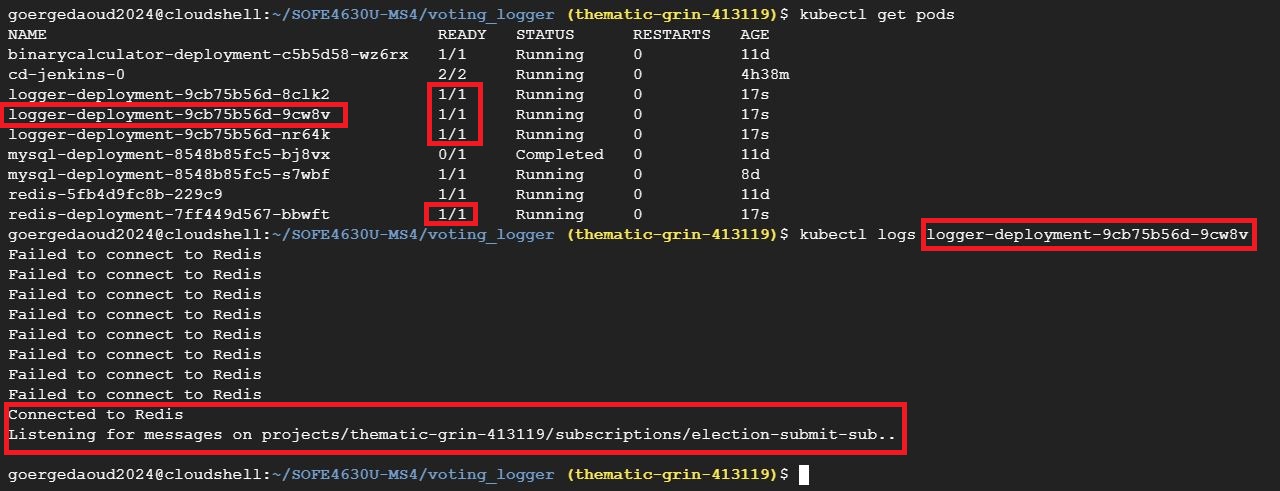 goergedaoud2024@cloudshell:~/SOFE4630U-MS4/voting_logger (thematic-grin-413119)$ kubectl get pods
NAME READY STATUS RESTARTS AGE
binarycalculator-deployment-c5b5d58-wz6rx 1/1 Running 0 11d
cd-jenkins-0 2/2 Running 0 4h38m
logger-deployment-9cb75b56d-8clk2 1/1 Running 0 17s
logger-deployment-9cb75b56d-9cw8v 1/1 Running 0 17s
logger-deployment-9cb75b56d-nr64k 1/1 Running 0 17s
mysql-deployment-8548b85fc5-bj8vx 0/1 Completed 0 11d
mysql-deployment-8548b85fc5-s7wbf 1/1 Running 0 8d
redis-5fb4d9fc8b-229c9 1/1 Running 0 11d
redis-deployment-7ff449d567-bbwft 1/1 Running 0 17s
goergedaoud2024@cloudshell:~/SOFE4630U-MS4/voting_logger (thematic-grin-413119)$ kubectl logs logger-deployment-9cb75b56d-9cw8v
Failed to connect to Redis
Failed to connect to Redis
Failed to connect to Redis
Failed to connect to Redis
Failed to connect to Redis
Failed to connect to Redis
Failed to connect to Redis
Failed to connect to Redis
Connected to Redis
Listening for messages on projects/thematic-grin-413119/subscriptions/election-submit-sub..
goergedaoud2024@cloudshell:~/SOFE4630U-MS4/voting_logger (thematic-grin-413119)$